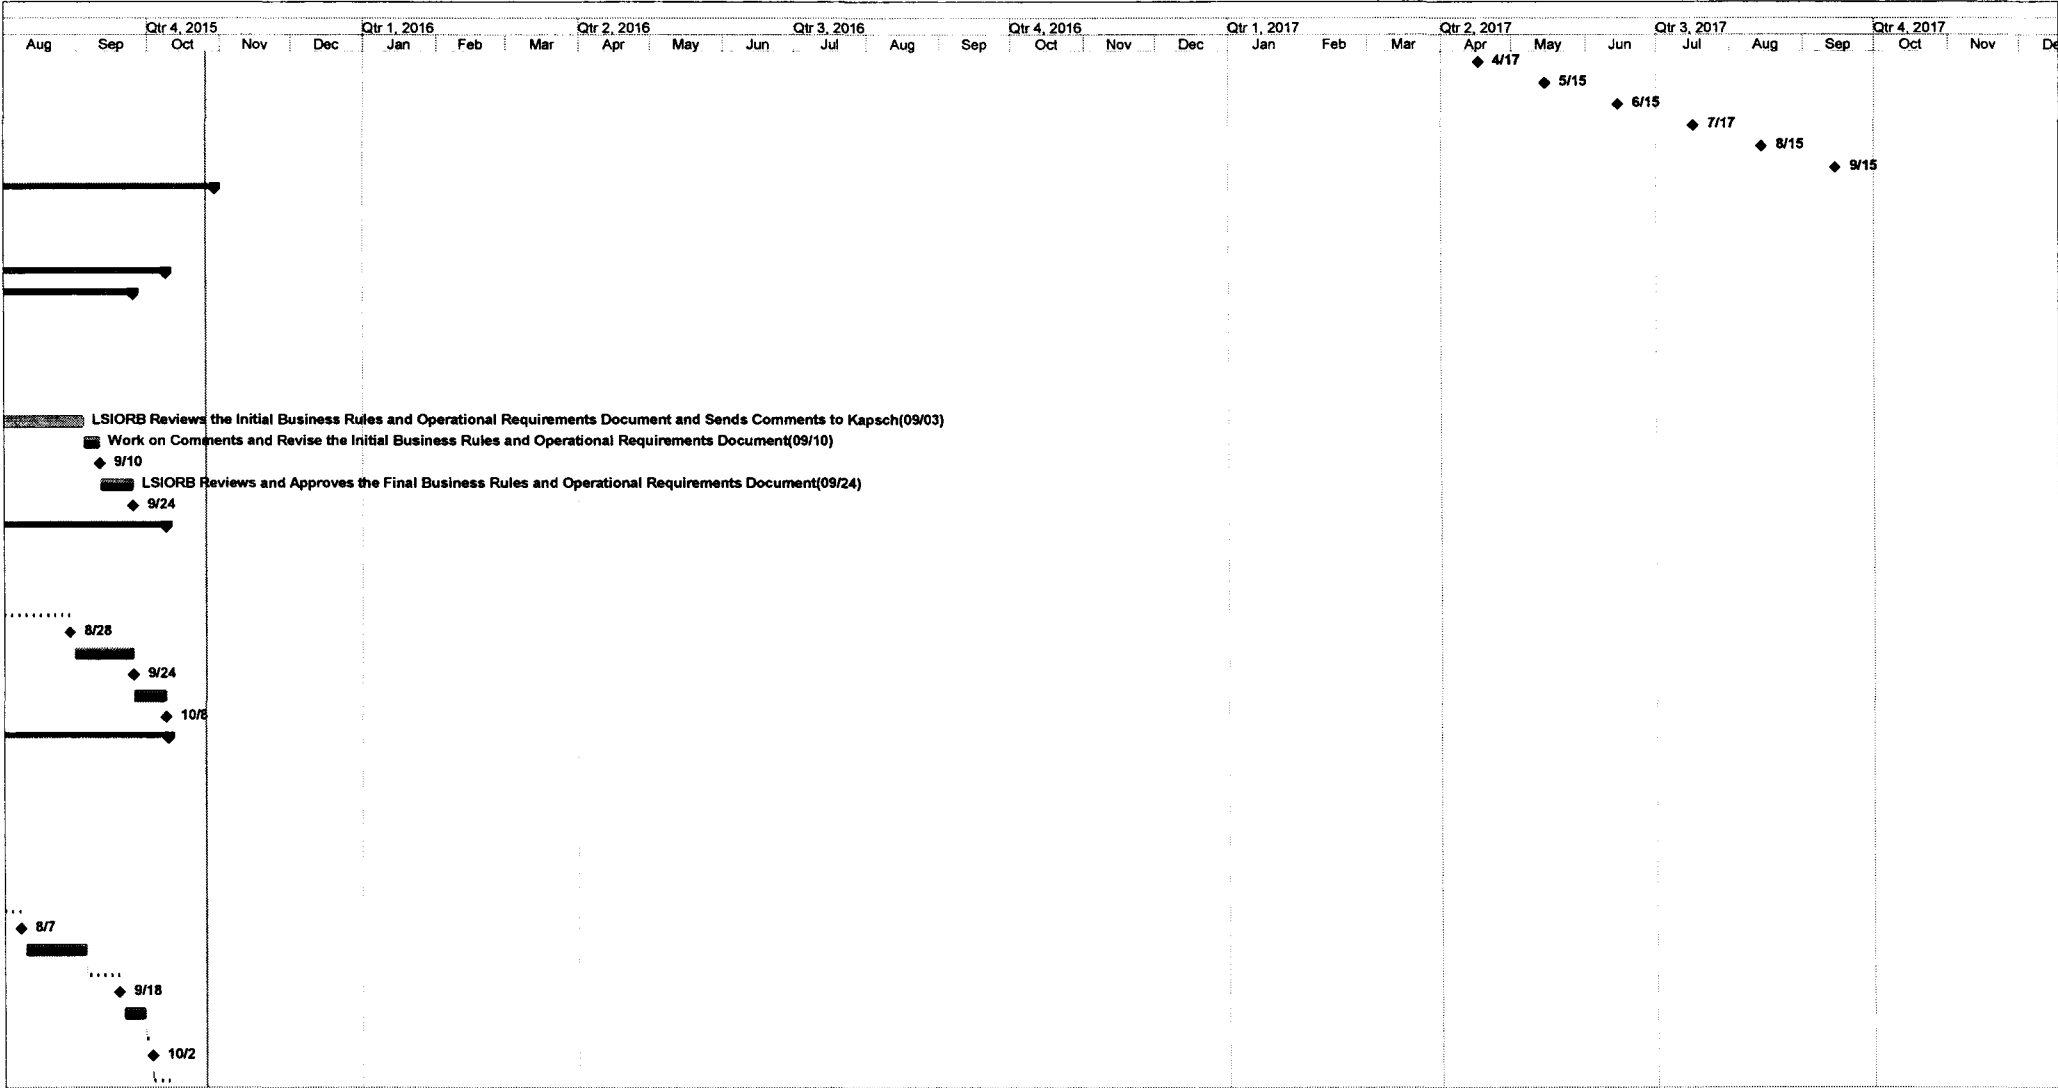 Qtr 4, 2015 Qtr 1, 2016 Qtr 2, 2016 Qtr 3, 2016 Qtr 4, 2016 Qtr 1, 2017 Qtr 2, 2017 Qtr 3, 2017 Qtr 4, 2017
Aug Sep Oct Nov Dec Jan Feb Mar Apr May Jun Jul Aug Sep Oct Nov Dec Jan Feb Mar Apr May Jun Jul Aug Sep Oct Nov De
4/17
5/15
6/15
7/17
8/15
9/15
LSIORB Reviews the Initial Business Rules and Operational Requirements Document and Sends Comments to Kapsch(09/03)
Work on Comments and Revise the Initial Business Rules and Operational Requirements Document(09/10)
9/10
LSIORB Reviews and Approves the Final Business Rules and Operational Requirements Document(09/24)
9/24
8/28
9/24
10/8
8/7
9/18
10/2